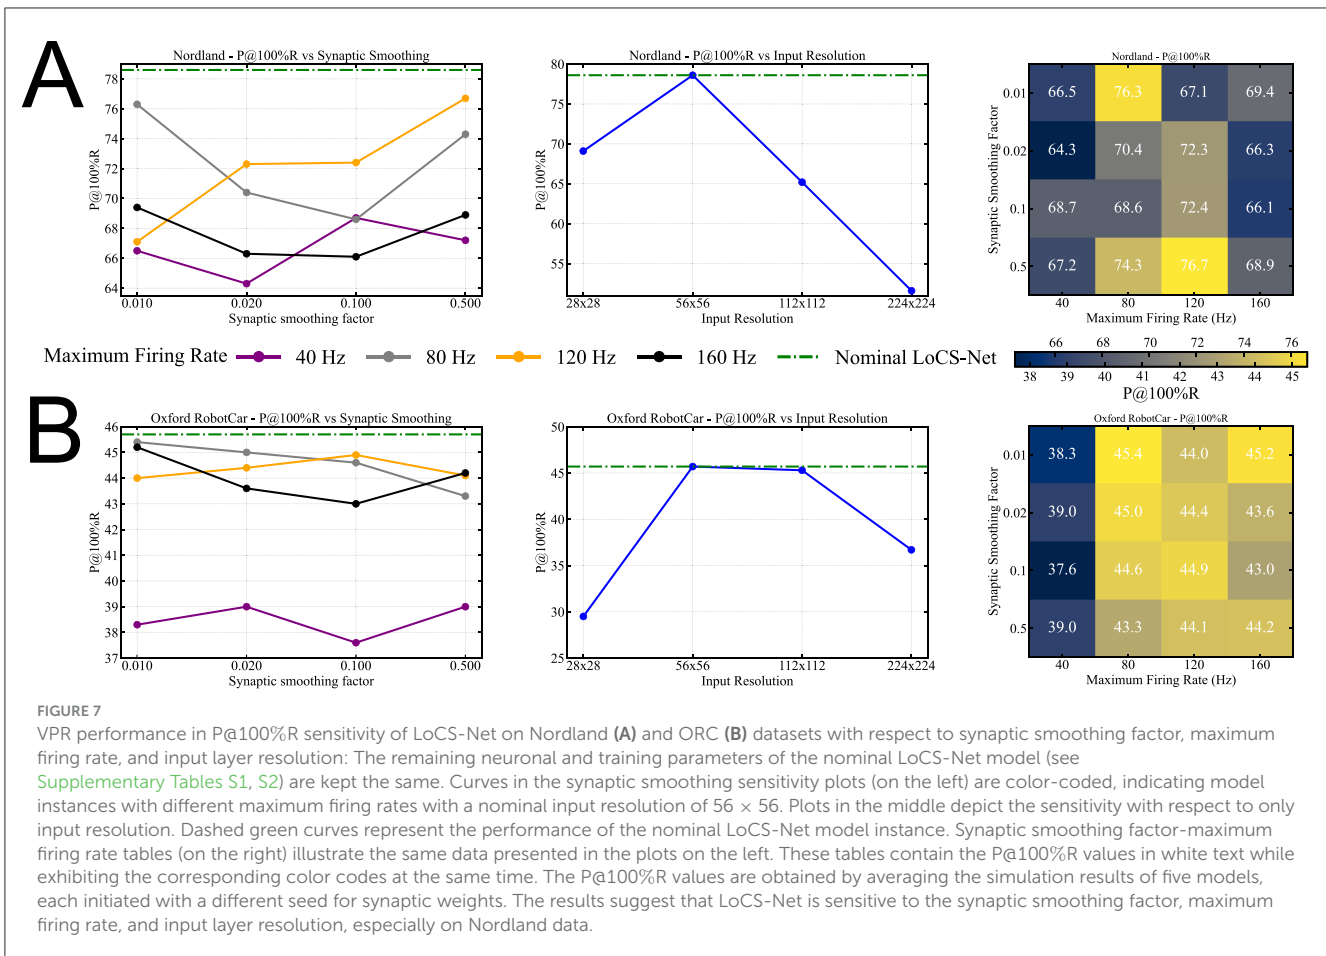 A
Nordland - P@100%R vs Synaptic Smoothing
P@100%R
78
76
74
72
70
68
66
64
0.010 0.020 0.100 0.500
Synaptic smoothing factor
Nordland - P@100%R vs Input Resolution
P@100%R
80
75
70
65
60
55
28x28 56x56 112x112 224x224
Input Resolution
Nordland - P@100%R
Synaptic Smoothing Factor
0.01 66.5 76.3 67.1 69.4
0.02 64.3 70.4 72.3 66.3
0.1 68.7 68.6 72.4 66.1
0.5 67.2 74.3 76.7 68.9
40 80 120 160
Maximum Firing Rate (Hz)
Maximum Firing Rate 40 Hz 80 Hz 120 Hz 160 Hz Nominal LoCS-Net
66 68 70 72 74 76
38 39 40 41 42 43 44 45
P@100%R
B
Oxford RobotCar - P@100%R vs Synaptic Smoothing
P@100%R
46
45
44
43
42
41
40
39
38
37
0.010 0.020 0.100 0.500
Synaptic smoothing factor
Oxford RobotCar - P@100%R vs Input Resolution
P@100%R
50
45
40
35
30
25
28x28 56x56 112x112 224x224
Input Resolution
Oxford RobotCar - P@100%R
Synaptic Smoothing Factor
0.01 38.3 45.4 44.0 45.2
0.02 39.0 45.0 44.4 43.6
0.1 37.6 44.6 44.9 43.0
0.5 39.0 43.3 44.1 44.2
40 80 120 160
Maximum Firing Rate (Hz)
FIGURE 7
VPR performance in P@100%R sensitivity of LoCS-Net on Nordland (A) and ORC (B) datasets with respect to synaptic smoothing factor, maximum
firing rate, and input layer resolution: The remaining neuronal and training parameters of the nominal LoCS-Net model (see
Supplementary Tables S1, S2) are kept the same. Curves in the synaptic smoothing sensitivity plots (on the left) are color-coded, indicating model
instances with different maximum firing rates with a nominal input resolution of 56 × 56. Plots in the middle depict the sensitivity with respect to only
input resolution. Dashed green curves represent the performance of the nominal LoCS-Net model instance. Synaptic smoothing factor-maximum
firing rate tables (on the right) illustrate the same data presented in the plots on the left. These tables contain the P@100%R values in white text while
exhibiting the corresponding color codes at the same time. The P@100%R values are obtained by averaging the simulation results of five models,
each initiated with a different seed for synaptic weights. The results suggest that LoCS-Net is sensitive to the synaptic smoothing factor, maximum
firing rate, and input layer resolution, especially on Nordland data.